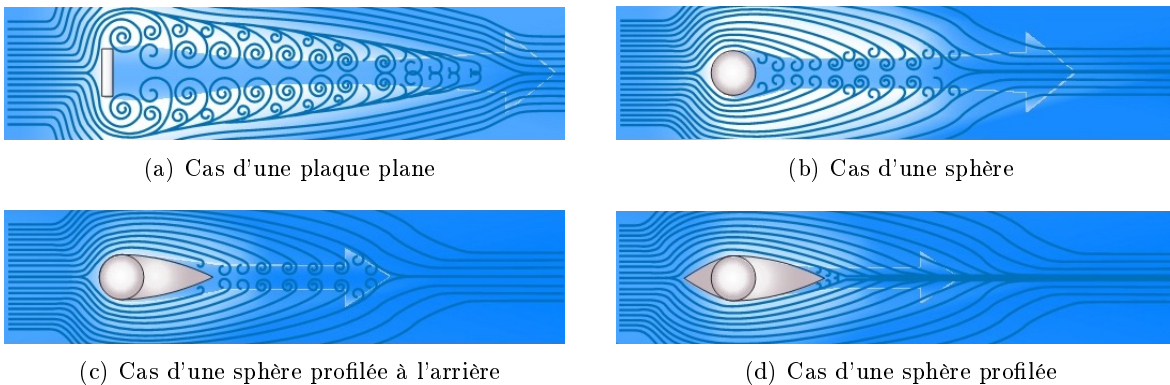 (a) Cas d'une plaque plane
(b) Cas d'une sphère
(c) Cas d'une sphère profilée à l'arrière
(d) Cas d'une sphère profilée